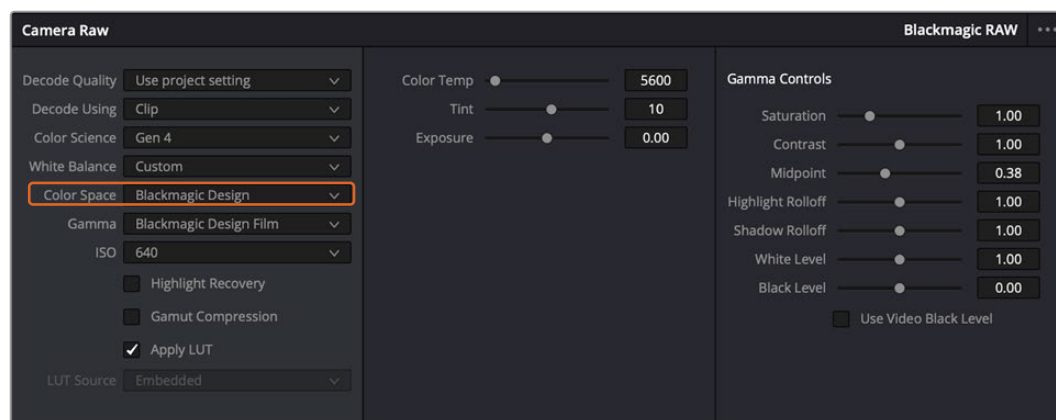 Camera Raw
Blackmagic RAW
Decode Quality Use project setting
Decode Using Clip
Color Science Gen 4
White Balance Custom
Color Space Blackmagic Design
Gamma Blackmagic Design Film
ISO 640
Highlight Recovery
Gamut Compression
Apply LUT
LUT Source Embedded
Color Temp 5600
Tint 10
Exposure 0.00
Gamma Controls
Saturation 1.00
Contrast 1.00
Midpoint 0.38
Highlight Rolloff 1.00
Shadow Rolloff 1.00
White Level 1.00
Black Level 0.00
Use Video Black Level